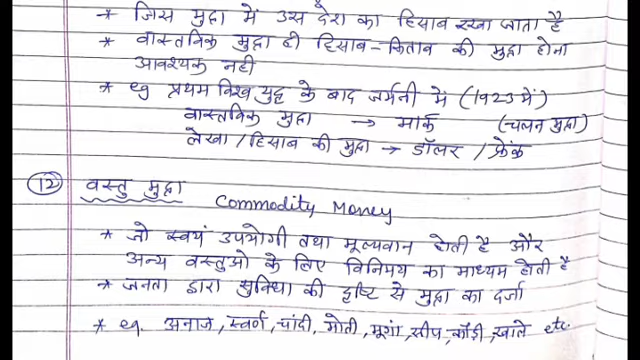 * जिस मुद्रा में उस देश का हिसाब रखा जाता है
* वास्तविक मुद्रा ही हिसाब-किताब की मुद्रा होना
आवश्यक नही
* eg प्रथम विश्व युद्ध के बाद जर्मनी में (1923 में)
वास्तविक मुद्रा → मार्क (चलन मुद्रा)
लेखा/हिसाब की मुद्रा → डॉलर / फ्रेंक
(12) वस्तु मुद्रा Commodity Money
* जो स्वयं उपयोगी तथा मूल्यवान होती है और
अन्य वस्तुओ के लिए विनिमय का माध्यम होती है
* जनता द्वारा सुविधा की दृष्टि से मुद्रा का दर्जा
* eg. अनाज, स्वर्ण, चांदी, मोती, मूगा, सीप, कौड़ी, खाले etc.